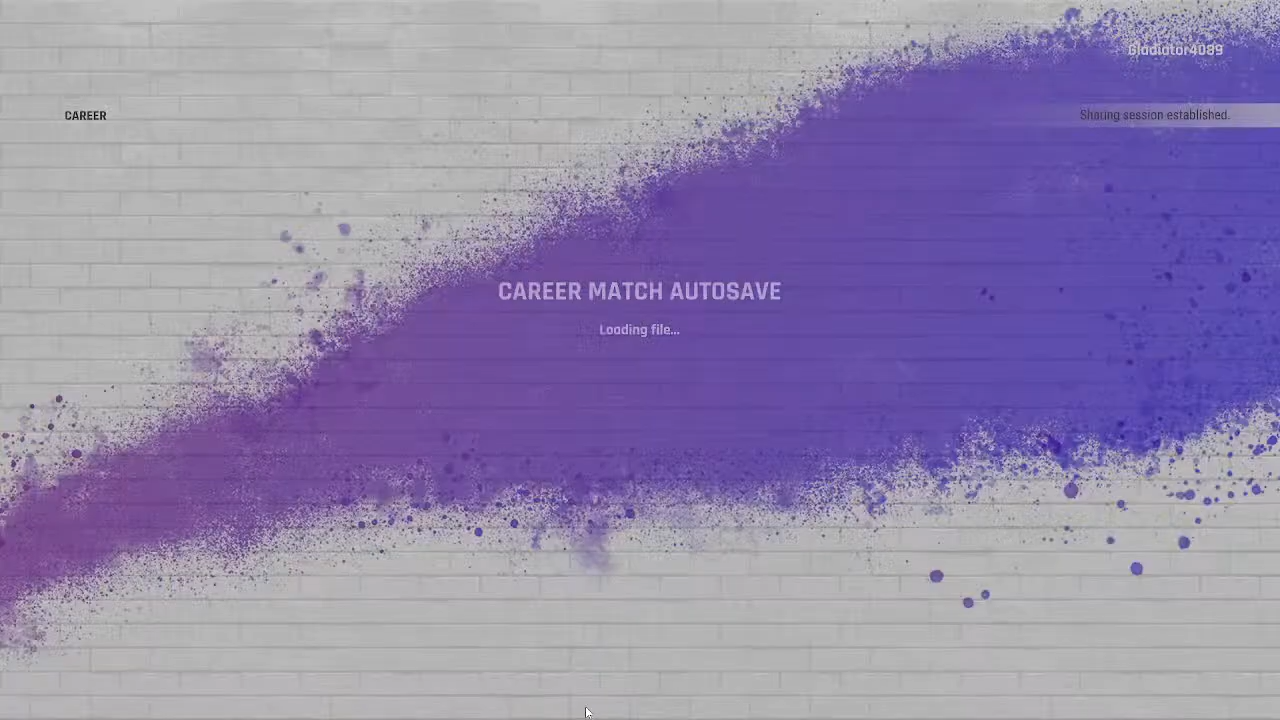 Gladiator4089
CAREER
Sharing session established.
CAREER MATCH AUTOSAVE
Loading file...